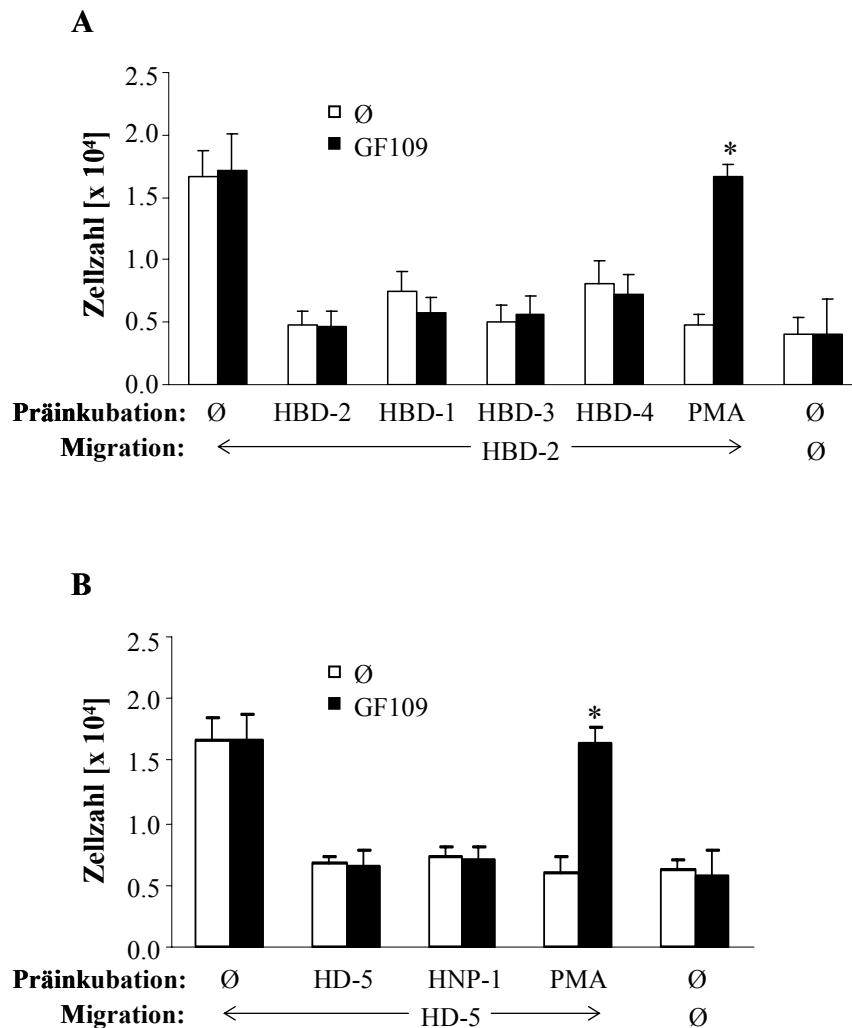 A
2.5
2.0
1.5
1.0
0.5
0.0
Zellzahl [x 10⁴]
Ø
GF109
*
Präinkubation: Ø HBD-2 HBD-1 HBD-3 HBD-4 PMA Ø
Migration: HBD-2 Ø
B
2.5
2.0
1.5
1.0
0.5
0.0
Zellzahl [x 10⁴]
Ø
GF109
*
Präinkubation: Ø HD-5 HNP-1 PMA Ø
Migration: HD-5 Ø